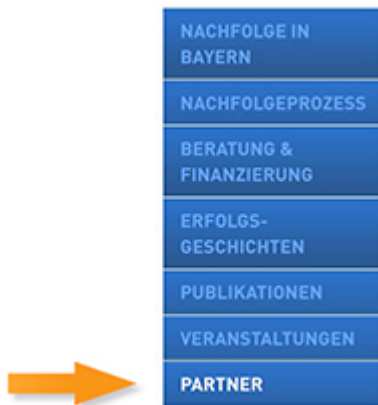 NACHFOLGE IN
BAYERN
NACHFOLGEPROZESS
BERATUNG &
FINANZIERUNG
ERFOLGS-
GESCHICHTEN
PUBLIKATIONEN
VERANSTALTUNGEN
PARTNER